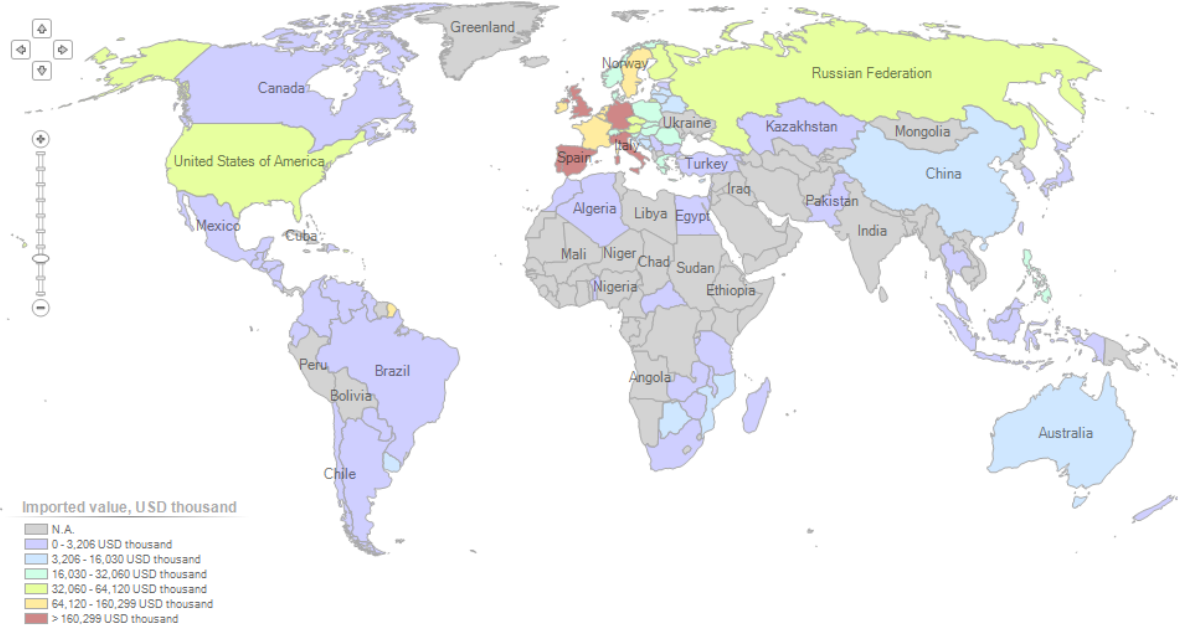 Greenland
Norway
Russian Federation
Canada
Ukraine
Kazakhstan
Mongolia
United States of America
Spain
Italy
Turkey
China
Iraq
Pakistan
Mexico
Cuba
Algeria
Libya
Egypt
India
Mali
Niger
Chad
Sudan
Nigeria
Ethiopia
Peru
Brazil
Angola
Bolivia
Australia
Chile
Imported value, USD thousand
N.A.
0 - 3,206 USD thousand
3,206 - 16,030 USD thousand
16,030 - 32,060 USD thousand
32,060 - 64,120 USD thousand
64,120 - 160,299 USD thousand
> 160,299 USD thousand